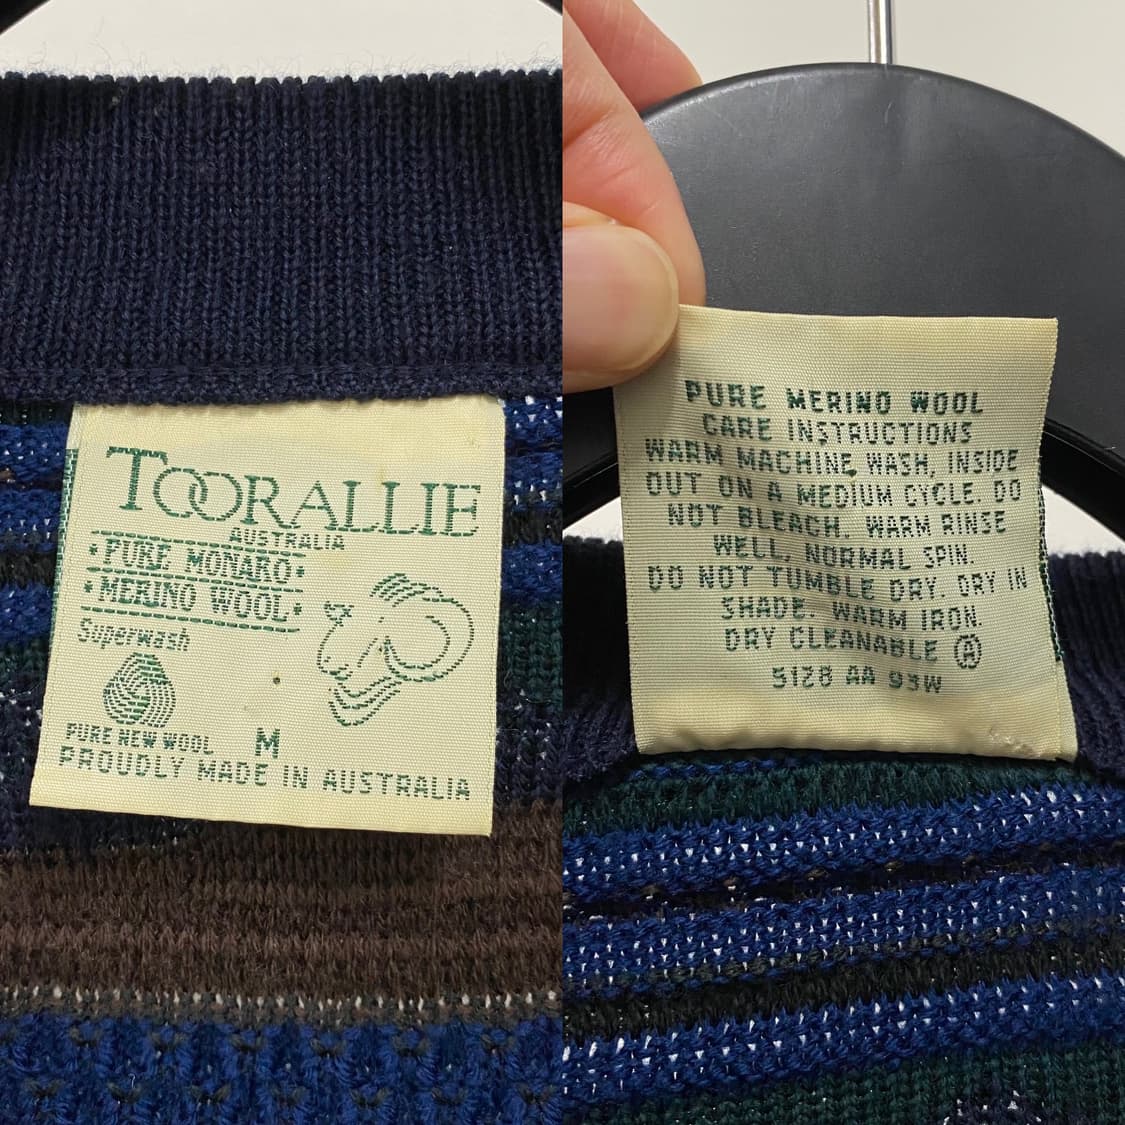 TOORALLIE
AUSTRALIA
• PURE MONARO •
• MERINO WOOL •
Superwash
PURE NEW WOOL M
PROUDLY MADE IN AUSTRALIA
PURE MERINO WOOL
CARE INSTRUCTIONS
WARM MACHINE WASH, INSIDE
OUT ON A MEDIUM CYCLE. DO
NOT BLEACH. WARM RINSE
WELL, NORMAL SPIN.
DO NOT TUMBLE DRY. DRY IN
SHADE. WARM IRON.
DRY CLEANABLE Ⓐ
5128 AA 93W